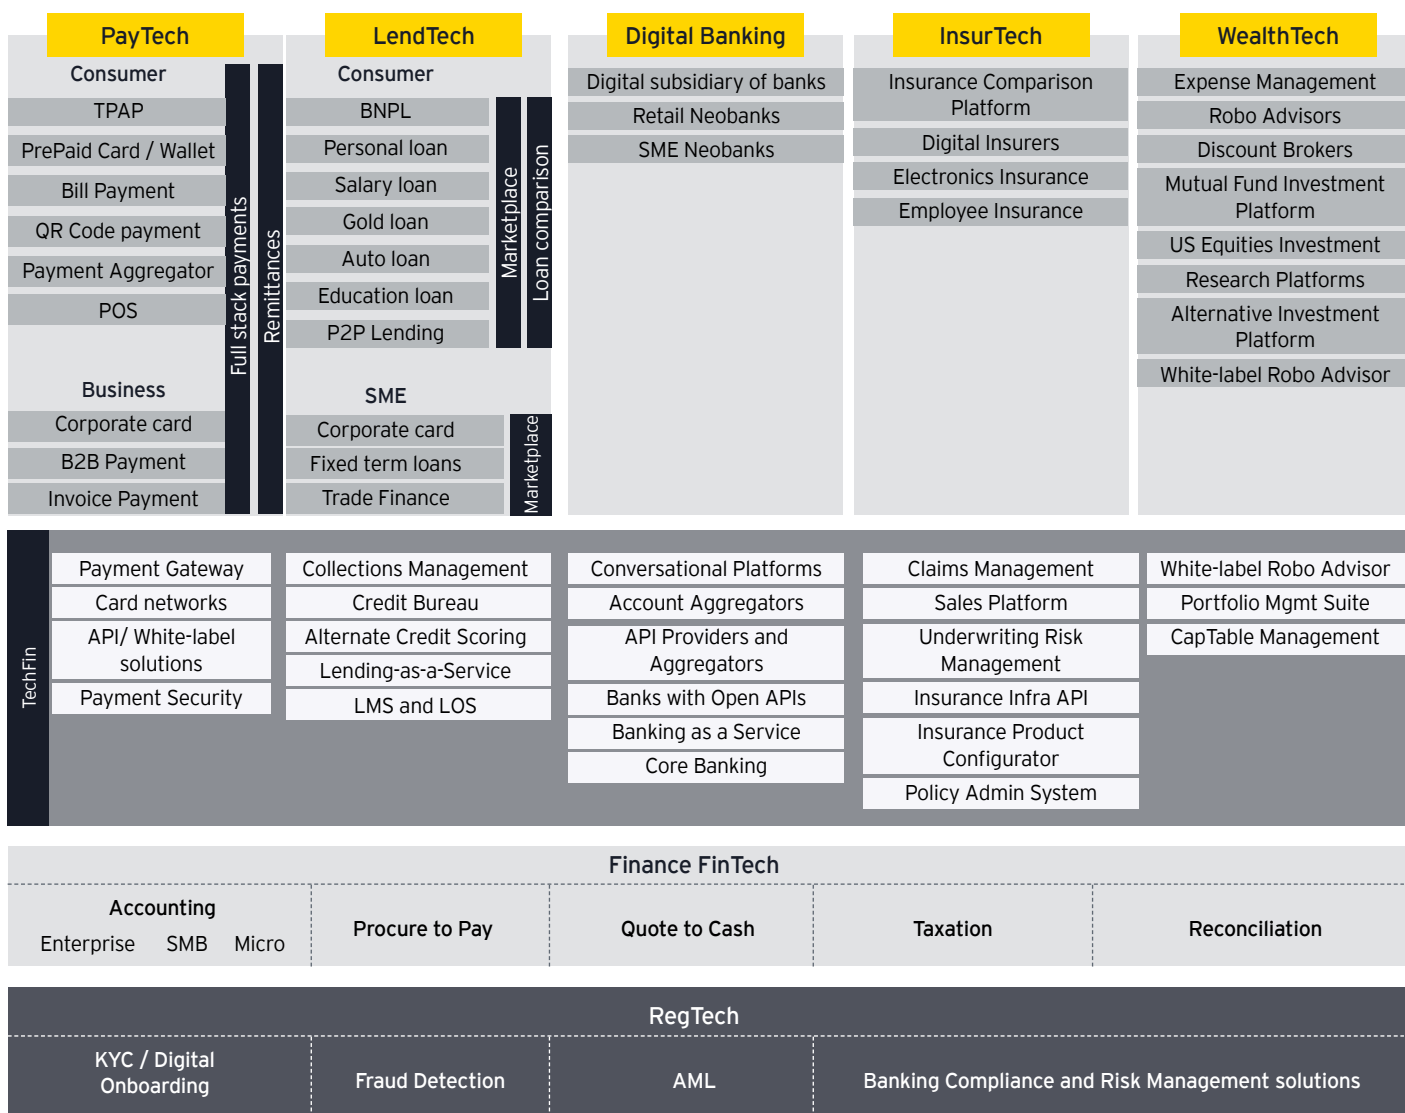 PayTech
Consumer
TPAP
PrePaid Card / Wallet
Bill Payment
QR Code payment
Payment Aggregator
POS
Business
Corporate card
B2B Payment
Invoice Payment
Full stack payments
Remittances
LendTech
Consumer
BNPL
Personal loan
Salary loan
Gold loan
Auto loan
Education loan
P2P Lending
Marketplace
Loan comparison
SME
Corporate card
Fixed term loans
Trade Finance
Marketplace
Digital Banking
Digital subsidiary of banks
Retail Neobanks
SME Neobanks
InsurTech
Insurance Comparison
Platform
Digital Insurers
Electronics Insurance
Employee Insurance
WealthTech
Expense Management
Robo Advisors
Discount Brokers
Mutual Fund Investment
Platform
US Equities Investment
Research Platforms
Alternative Investment
Platform
White-label Robo Advisor
TechFin
Payment Gateway
Card networks
API/ White-label
solutions
Payment Security
Collections Management
Credit Bureau
Alternate Credit Scoring
Lending-as-a-Service
LMS and LOS
Conversational Platforms
Account Aggregators
API Providers and
Aggregators
Banks with Open APIs
Banking as a Service
Core Banking
Claims Management
Sales Platform
Underwriting Risk
Management
Insurance Infra API
Insurance Product
Configurator
Policy Admin System
White-label Robo Advisor
Portfolio Mgmt Suite
CapTable Management
Finance FinTech
Accounting
Enterprise SMB Micro
Procure to Pay
Quote to Cash
Taxation
Reconciliation
RegTech
KYC / Digital
Onboarding
Fraud Detection
AML
Banking Compliance and Risk Management solutions